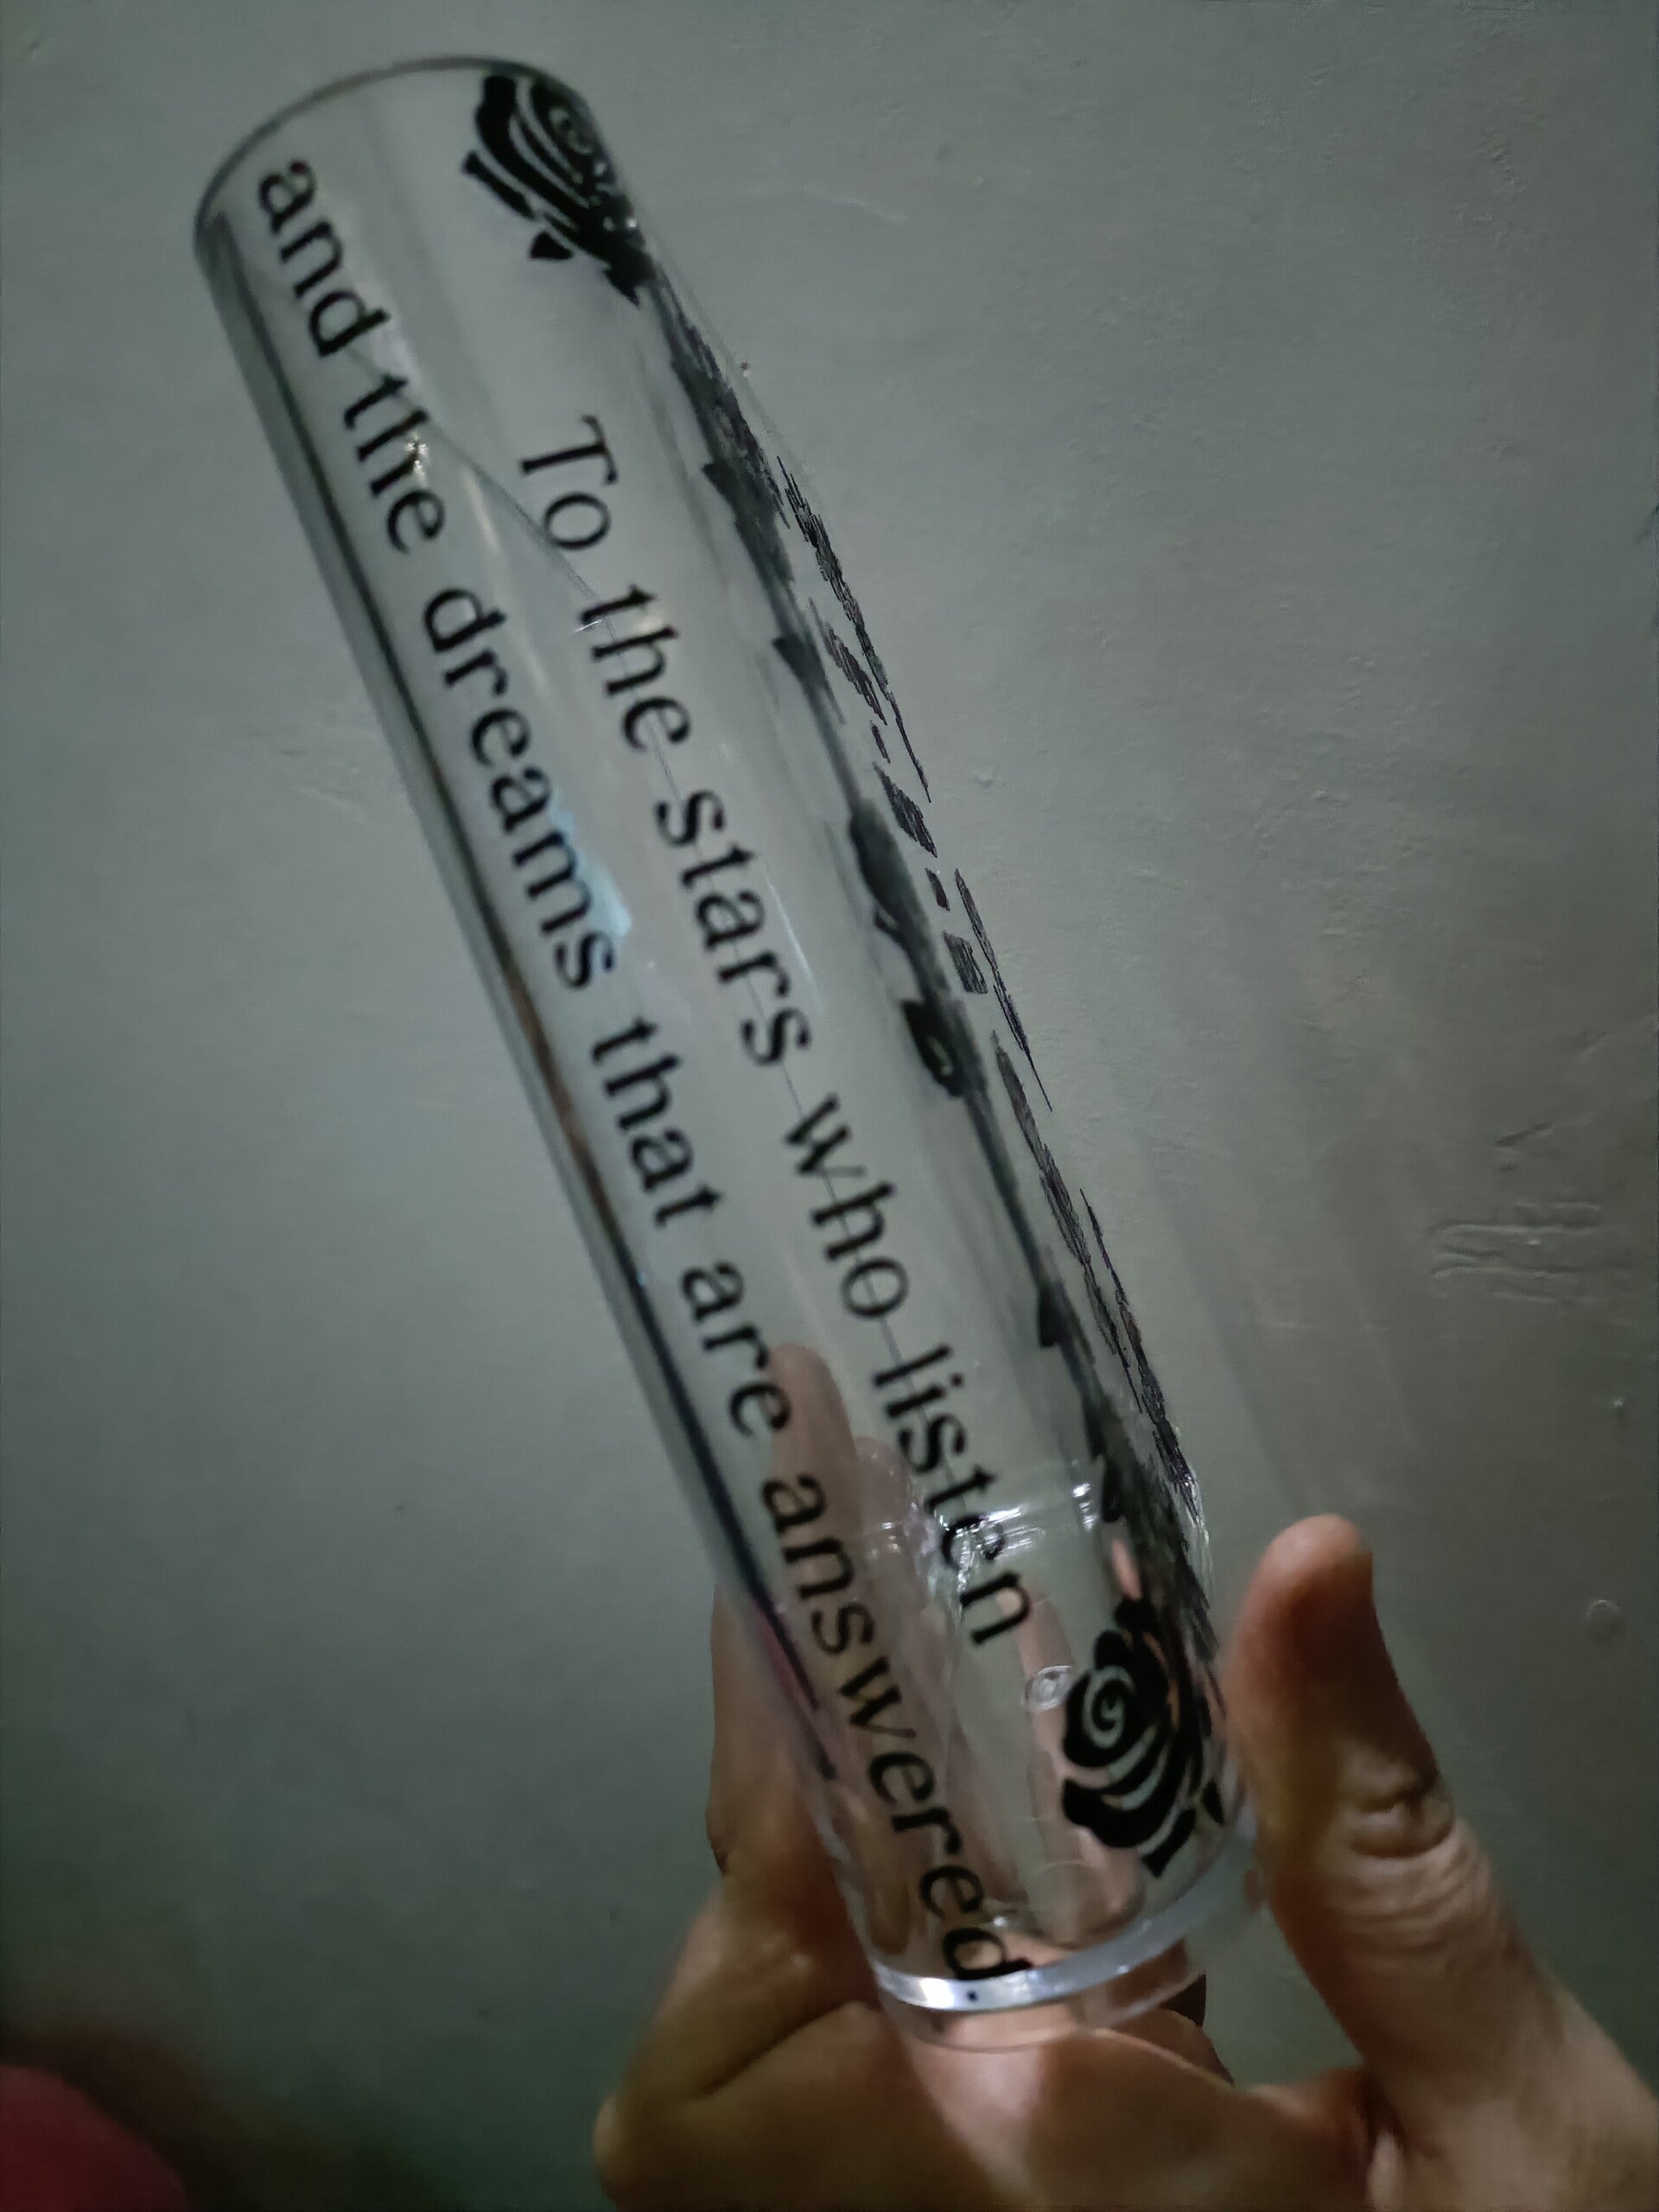 To the stars who listen
and the dreams that are answered